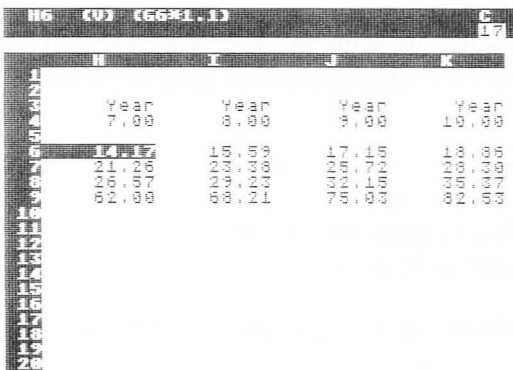 H6 (V) (G6*1.1) C
17
H I J K
1
2
3 Year Year Year Year
4 7.00 8.00 9.00 10.00
5
6 14.17 15.59 17.15 18.86
7 21.26 23.38 25.72 28.30
8 26.57 29.23 32.15 35.37
9 62.00 68.21 75.03 82.53
10
11
12
13
14
15
16
17
18
19
20